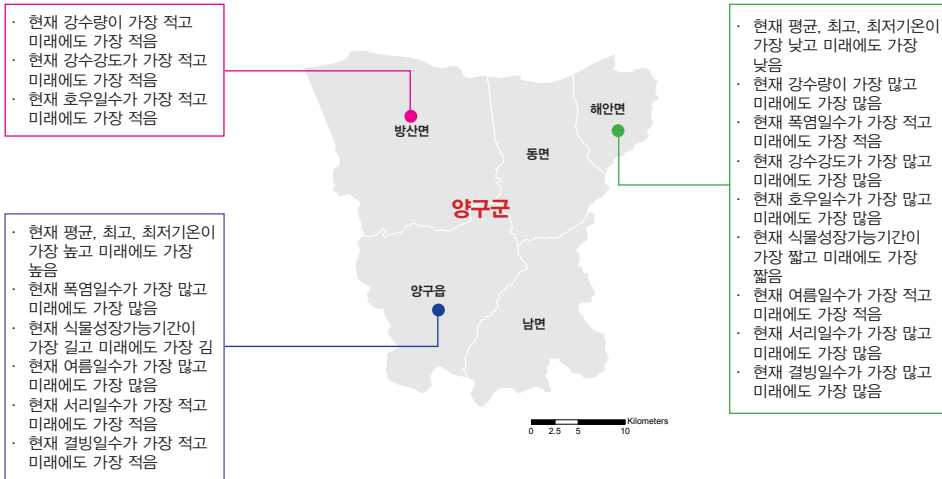 · 현재 강수량이 가장 적고
미래에도 가장 적음
· 현재 강수강도가 가장 적고
미래에도 가장 적음
· 현재 호우일수가 가장 적고
미래에도 가장 적음
· 현재 평균, 최고, 최저기온이
가장 높고 미래에도 가장
높음
· 현재 폭염일수가 가장 많고
미래에도 가장 많음
· 현재 식물성장가능기간이
가장 길고 미래에도 가장 김
· 현재 여름일수가 가장 많고
미래에도 가장 많음
· 현재 서리일수가 가장 적고
미래에도 가장 적음
· 현재 결빙일수가 가장 적고
미래에도 가장 적음
방산면
동면
해안면
양구군
양구읍
남면
Kilometers
0 2.5 5 10
· 현재 평균, 최고, 최저기온이
가장 낮고 미래에도 가장
낮음
· 현재 강수량이 가장 많고
미래에도 가장 많음
· 현재 폭염일수가 가장 적고
미래에도 가장 적음
· 현재 강수강도가 가장 많고
미래에도 가장 많음
· 현재 호우일수가 가장 많고
미래에도 가장 많음
· 현재 식물성장가능기간이
가장 짧고 미래에도 가장
짧음
· 현재 여름일수가 가장 적고
미래에도 가장 적음
· 현재 서리일수가 가장 많고
미래에도 가장 많음
· 현재 결빙일수가 가장 많고
미래에도 가장 많음